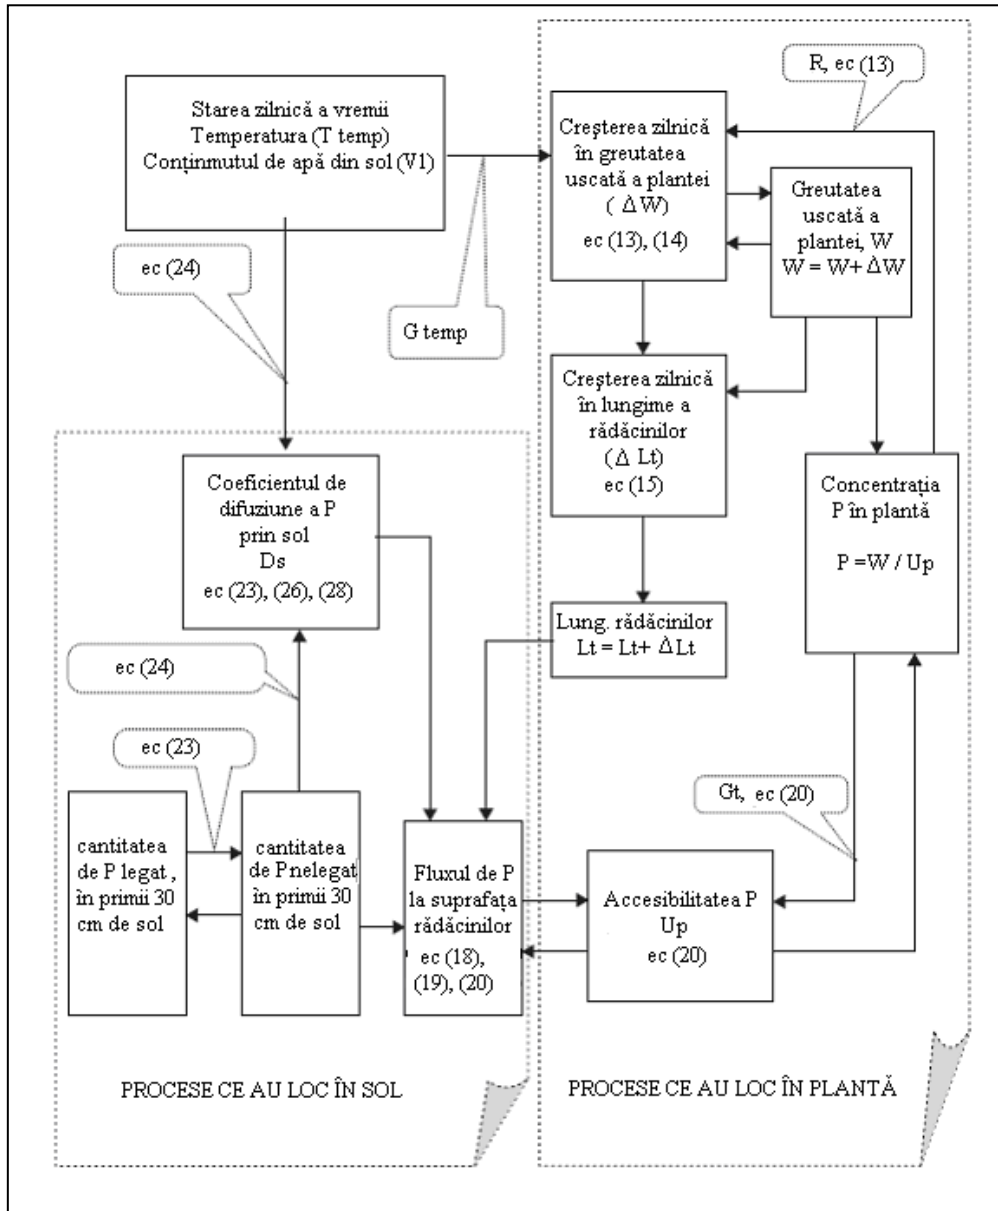 R, ec (13)
Starea zilnică a vremii
Temperatura (T temp)
Conţinmutul de apă din sol (V1)
Creşterea zilnică
în greutatea
uscată a plantei
( ΔW)
ec (13), (14)
Greutatea
uscată a
plantei, W
W = W+ ΔW
ec (24)
G temp
Creşterea zilnică
în lungime a
rădăcinilor
(Δ Lt)
ec (15)
Coeficientul de
difuziune a P
prin sol
Ds
ec (23), (26), (28)
Concentraţia
P în plantă
P =W / Up
Lung. rădăcinilor
Lt = Lt+ ΔLt
ec (24)
ec (23)
Gt, ec (20)
cantitatea
de P legat ,
în primii 30
cm de sol
cantitatea
de P nelegat
în primii 30
cm de sol
Fluxul de P
la suprafaţa
rădăcinilor
ec (18),
(19), (20)
Accesibilitatea P
Up
ec (20)
PROCESE CE AU LOC ÎN SOL
PROCESE CE AU LOC ÎN PLANTĂ